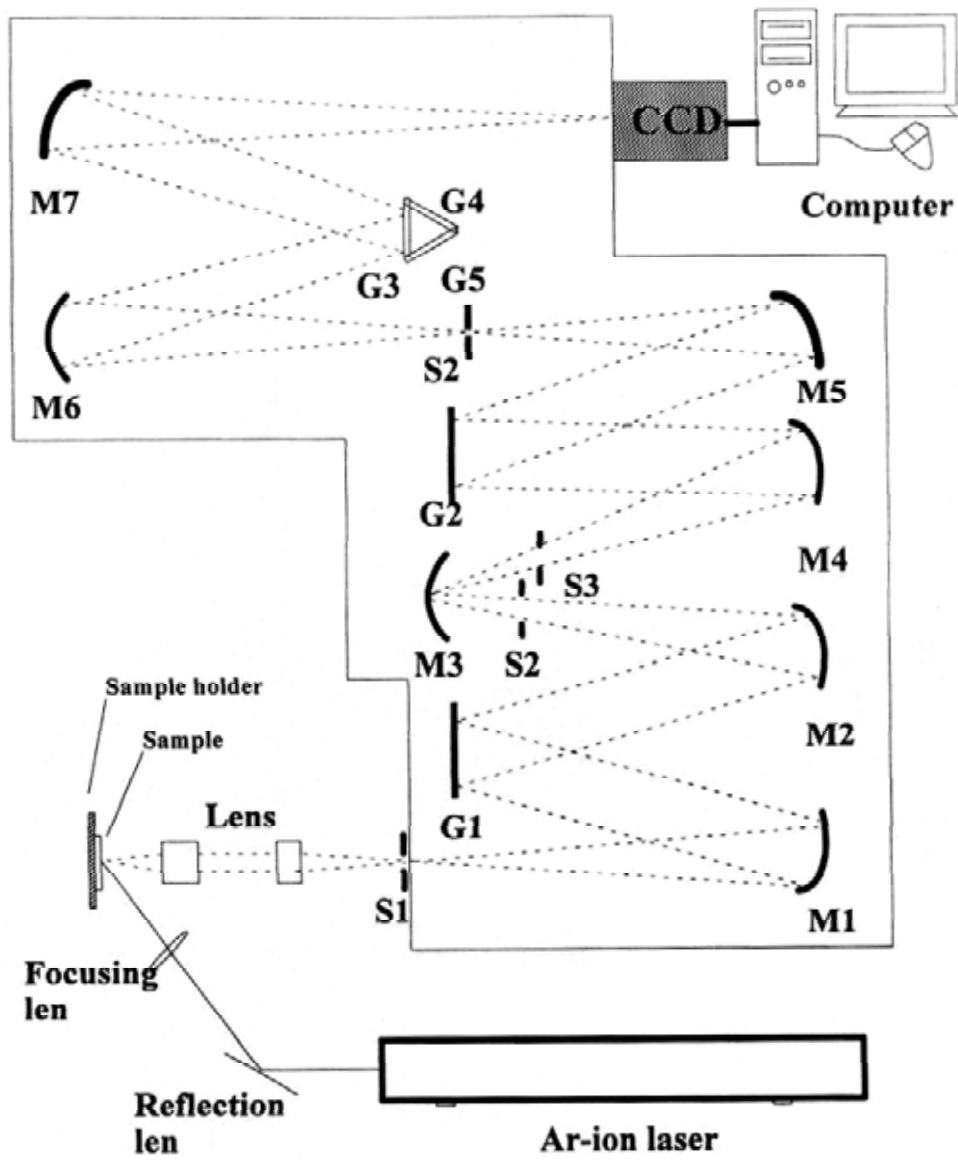 CCD
Computer
M7
G4
G3
G5
S2
M6
M5
G2
M4
S3
M3
S2
Sample holder
M2
Sample
Lens
G1
S1
M1
Focusing
len
Reflection
len
Ar-ion laser